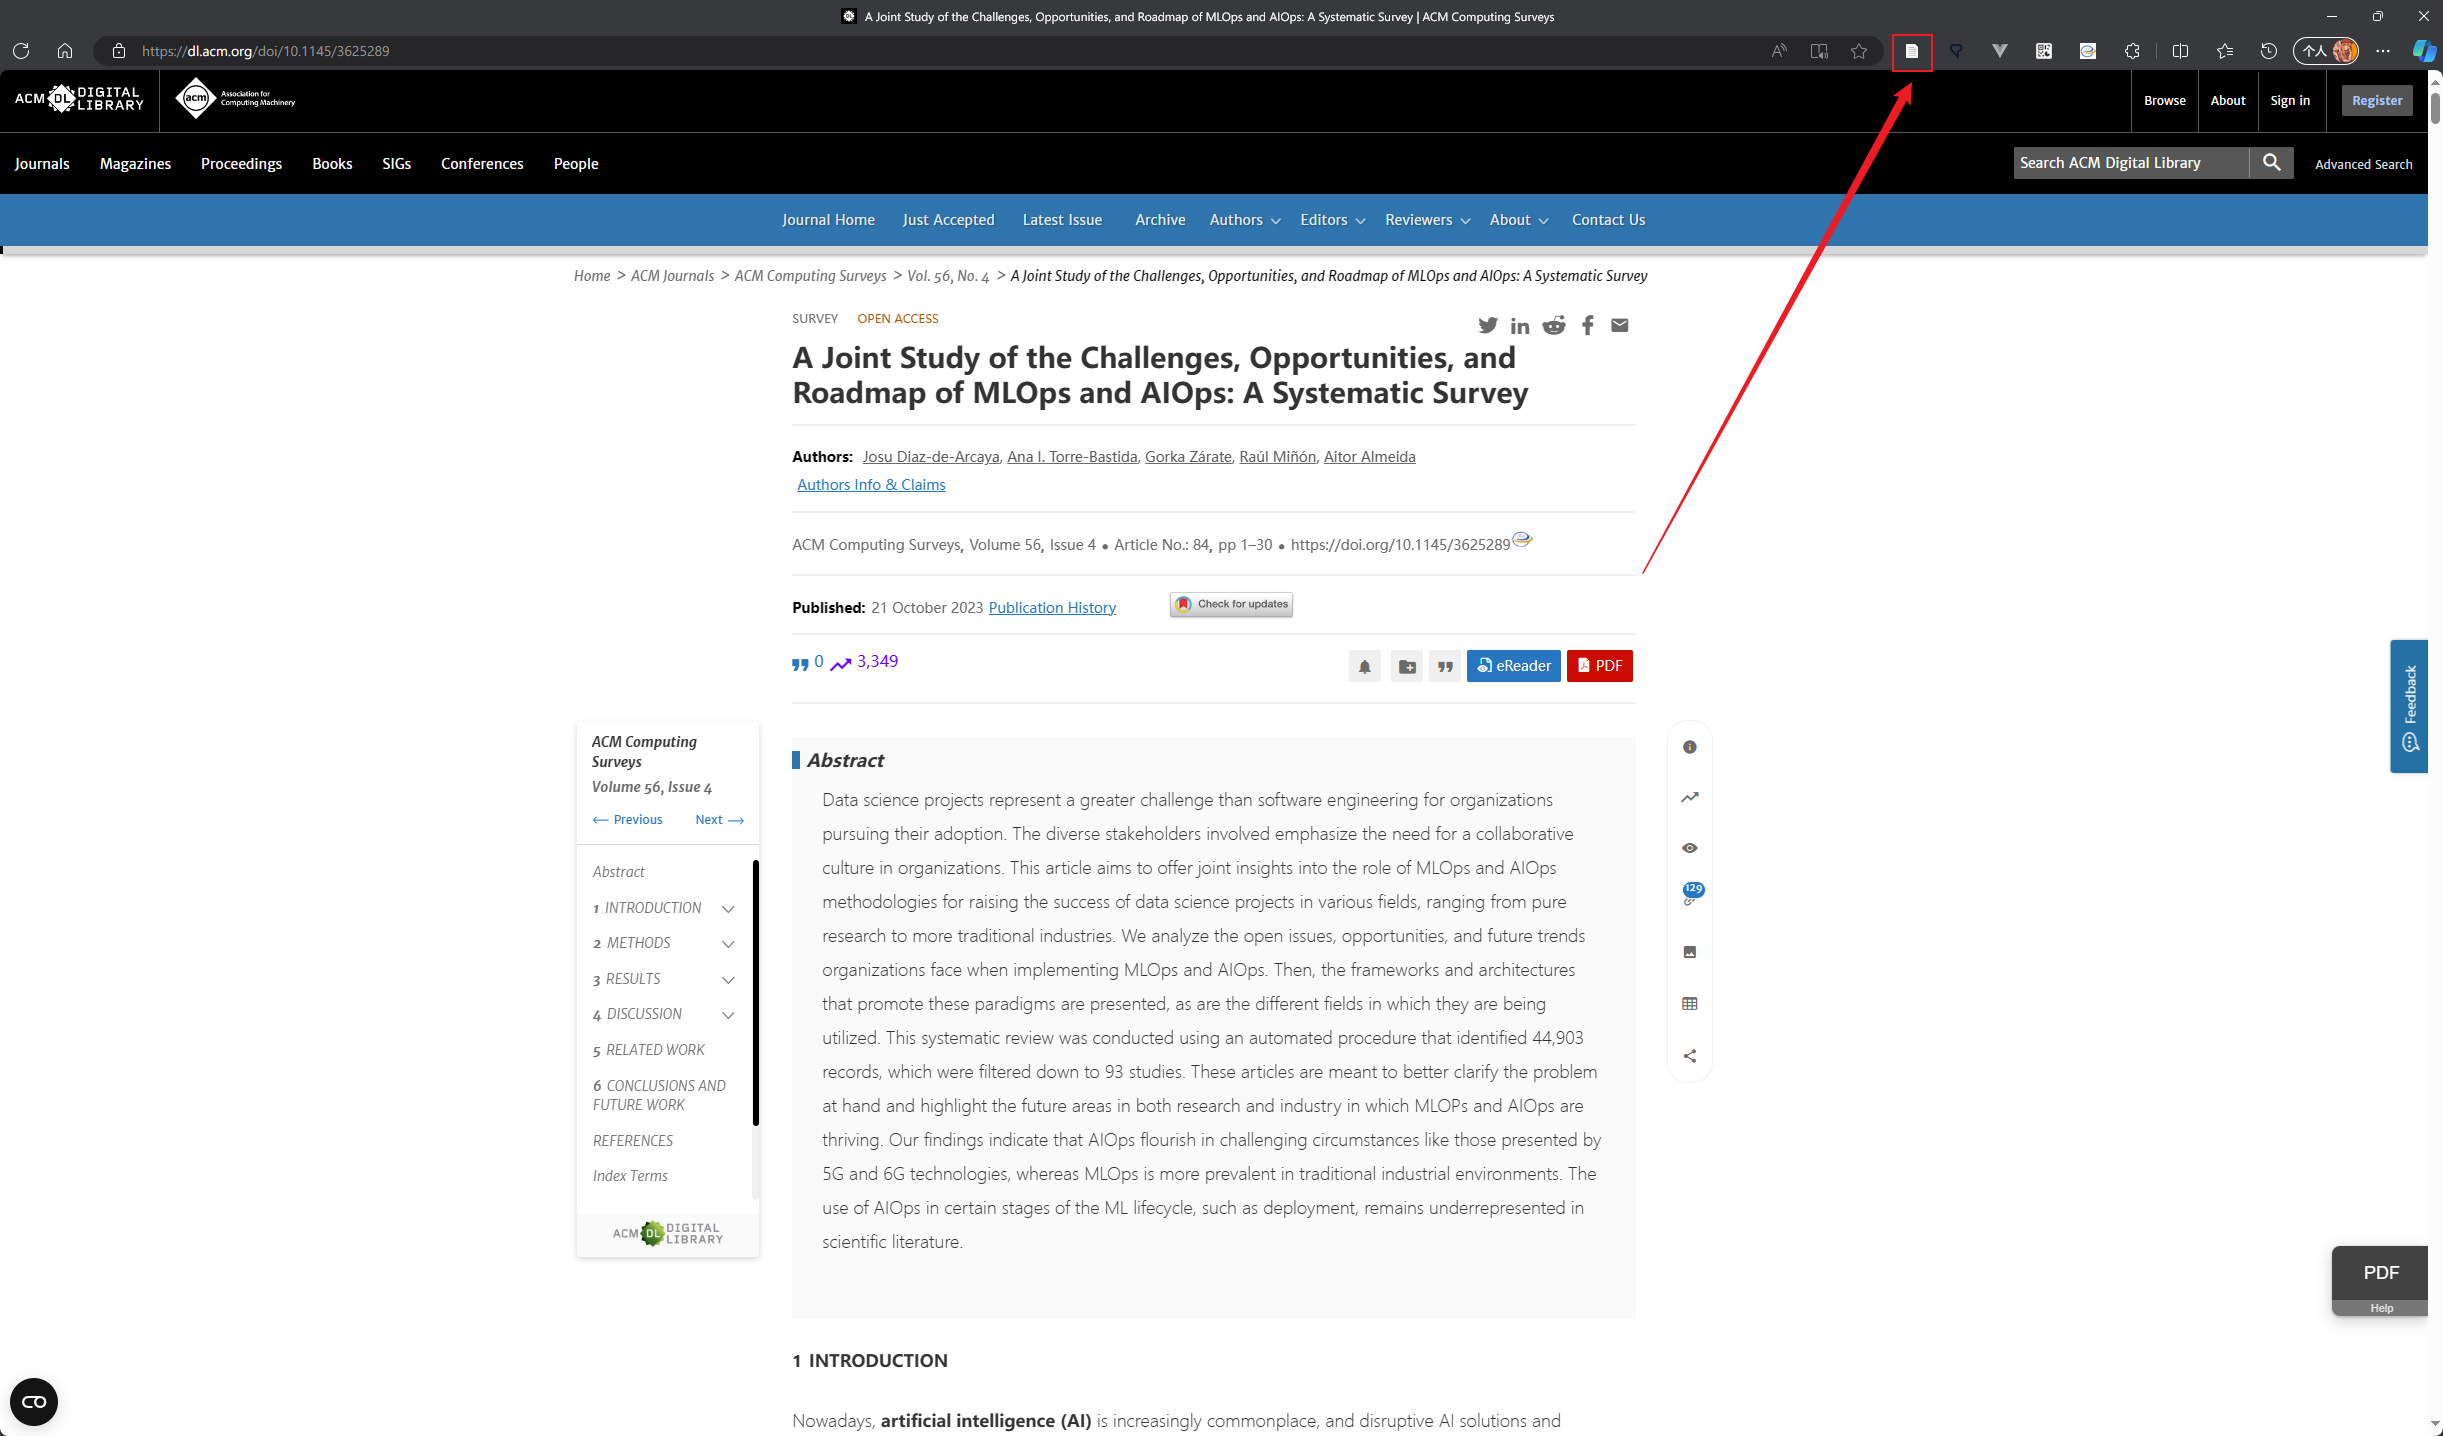 A Joint Study of the Challenges, Opportunities, and Roadmap of MLOps and AIOps: A Systematic Survey | ACM Computing Surveys
https://dl.acm.org/doi/10.1145/3625289
个人
ACM DL DIGITAL LIBRARY
acm Association for Computing Machinery
Browse
About
Sign in
Register
Journals Magazines Proceedings Books SIGs Conferences People
Search ACM Digital Library
Advanced Search
Journal Home Just Accepted Latest Issue Archive Authors Editors Reviewers About Contact Us
Home > ACM Journals > ACM Computing Surveys > Vol. 56, No. 4 > A Joint Study of the Challenges, Opportunities, and Roadmap of MLOps and AIOps: A Systematic Survey
SURVEY OPEN ACCESS
A Joint Study of the Challenges, Opportunities, and
Roadmap of MLOps and AIOps: A Systematic Survey
Authors: Josu Diaz-de-Arcaya, Ana I. Torre-Bastida, Gorka Zárate, Raúl Miñón, Aitor Almeida
Authors Info & Claims
ACM Computing Surveys, Volume 56, Issue 4 • Article No.: 84, pp 1–30 • https://doi.org/10.1145/3625289
Published: 21 October 2023 Publication History
Check for updates
0 3,349
eReader
PDF
Feedback
ACM Computing
Surveys
Volume 56, Issue 4
← Previous Next →
Abstract
1 INTRODUCTION
2 METHODS
3 RESULTS
4 DISCUSSION
5 RELATED WORK
6 CONCLUSIONS AND
FUTURE WORK
REFERENCES
Index Terms
ACM DL DIGITAL LIBRARY
Abstract
Data science projects represent a greater challenge than software engineering for organizations
pursuing their adoption. The diverse stakeholders involved emphasize the need for a collaborative
culture in organizations. This article aims to offer joint insights into the role of MLOps and AIOps
methodologies for raising the success of data science projects in various fields, ranging from pure
research to more traditional industries. We analyze the open issues, opportunities, and future trends
organizations face when implementing MLOps and AIOps. Then, the frameworks and architectures
that promote these paradigms are presented, as are the different fields in which they are being
utilized. This systematic review was conducted using an automated procedure that identified 44,903
records, which were filtered down to 93 studies. These articles are meant to better clarify the problem
at hand and highlight the future areas in both research and industry in which MLOPs and AIOps are
thriving. Our findings indicate that AIOps flourish in challenging circumstances like those presented by
5G and 6G technologies, whereas MLOps is more prevalent in traditional industrial environments. The
use of AIOps in certain stages of the ML lifecycle, such as deployment, remains underrepresented in
scientific literature.
129
PDF
Help
1 INTRODUCTION
Nowadays, artificial intelligence (AI) is increasingly commonplace, and disruptive AI solutions and